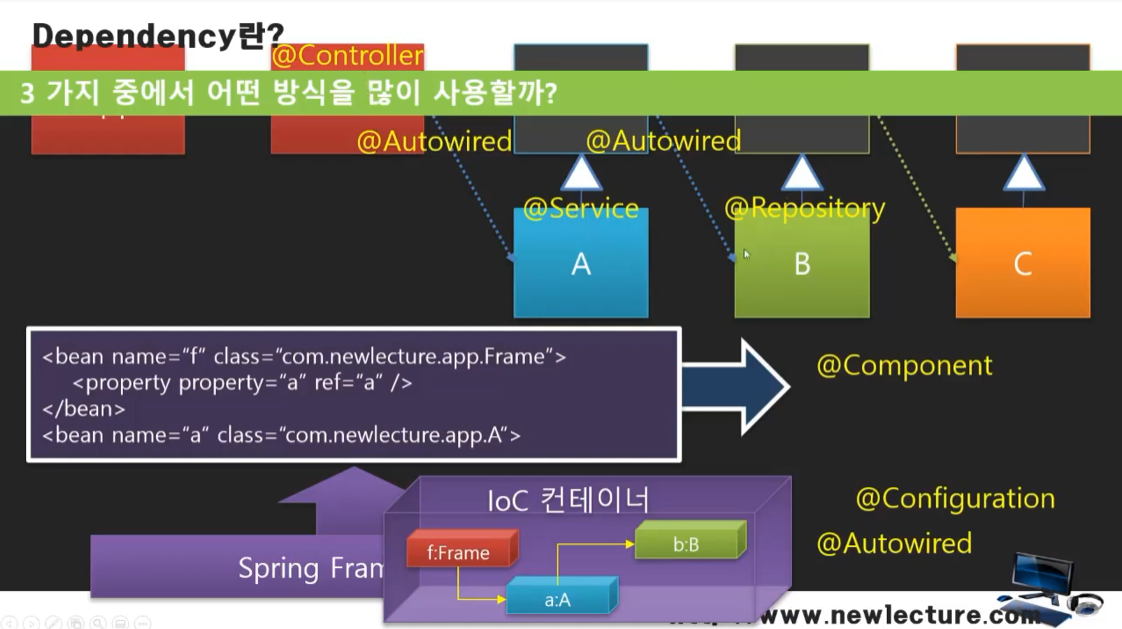 Dependency란?
@Controller
3 가지 중에서 어떤 방식을 많이 사용할까?
@Autowired
@Autowired
@Service
@Repository
A
B
C
<bean name="f" class="com.newlecture.app.Frame">
<property property="a" ref="a" />
</bean>
<bean name="a" class="com.newlecture.app.A">
@Component
IoC 컨테이너
@Configuration
f:Frame
b:B
@Autowired
Spring
a:A
www.newlecture.com